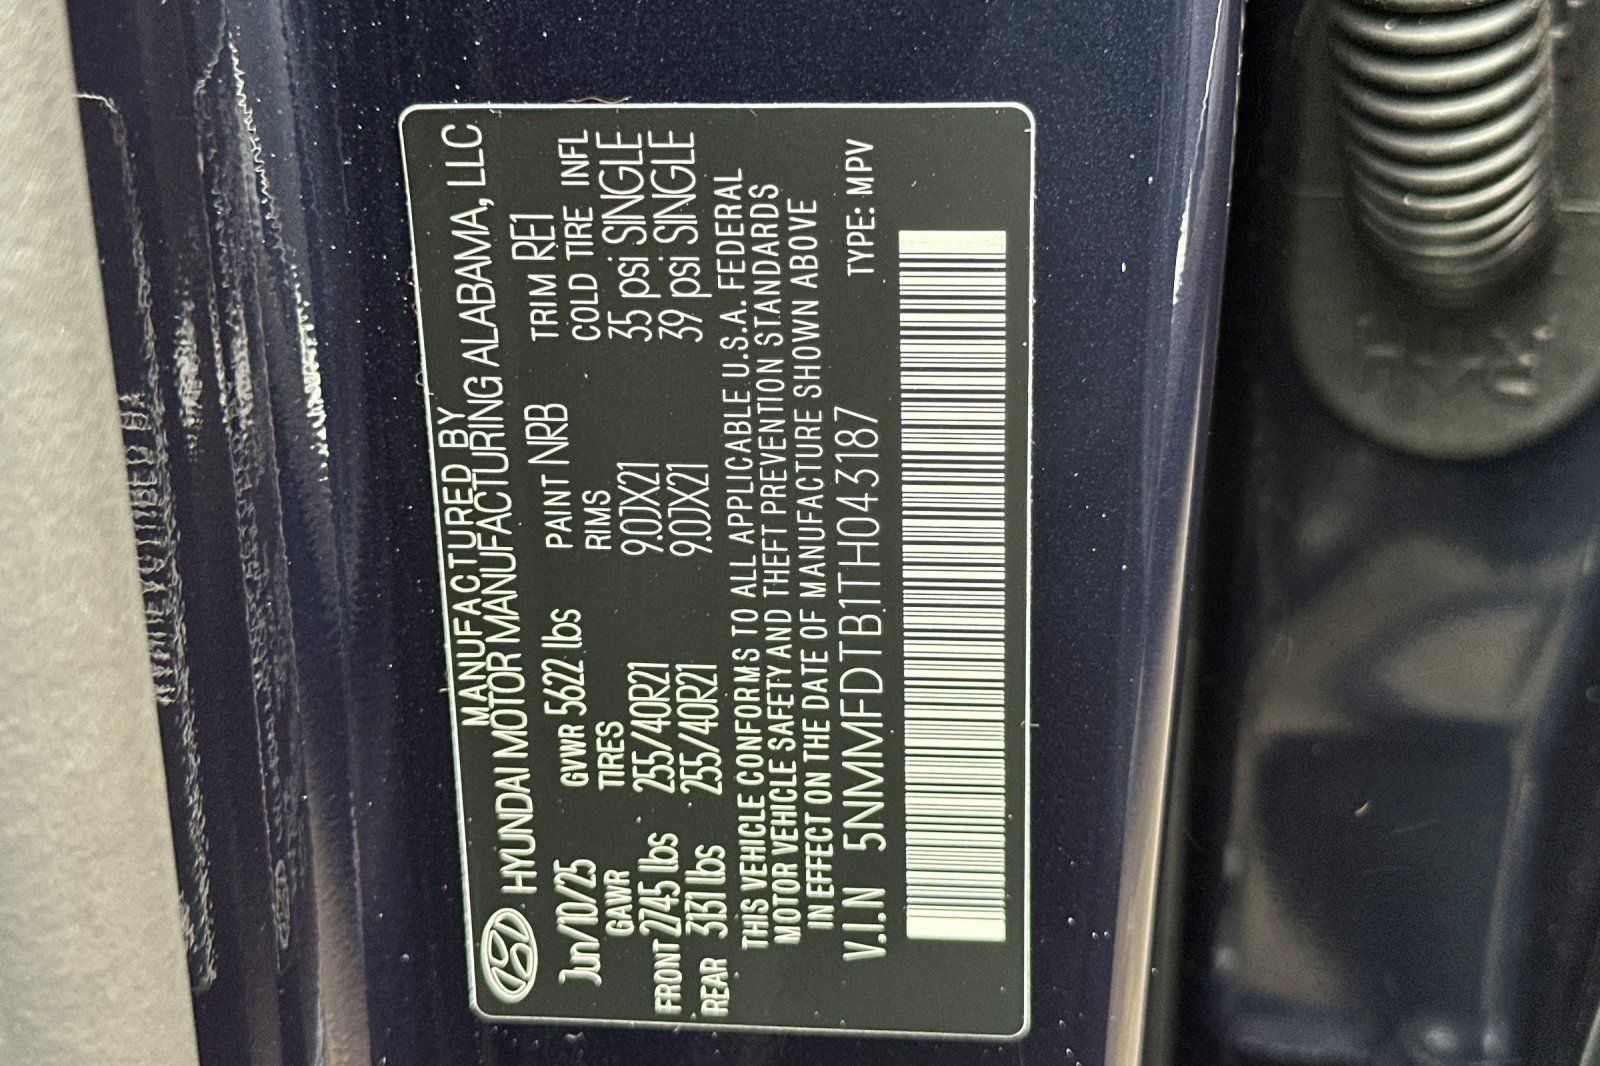 MANUFACTURED BY
HYUNDAI MOTOR MANUFACTURING ALABAMA, LLC
Jun/10/25 GVWR 5622 lbs PAINT NRB TRIM RE1
GAWR TIRES RIMS COLD TIRE INFL
FRONT 2745 lbs 255/40R21 9.0JX21 35 psi SINGLE
REAR 3131 lbs 255/40R21 9.0JX21 39 psi SINGLE
THIS VEHICLE CONFORMS TO ALL APPLICABLE U.S.A. FEDERAL
MOTOR VEHICLE SAFETY AND THEFT PREVENTION STANDARDS
IN EFFECT ON THE DATE OF MANUFACTURE SHOWN ABOVE
V.I.N 5NMMFDTB1TH043187 TYPE: MPV